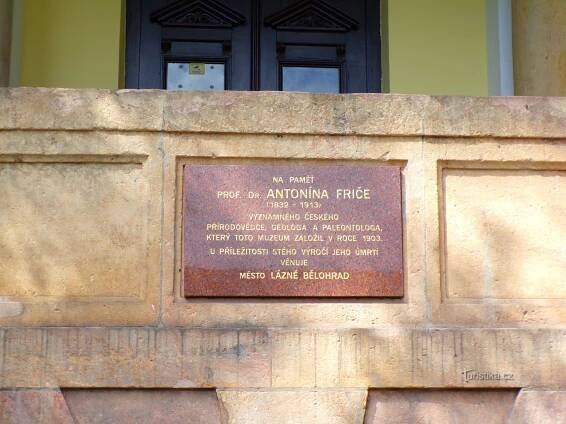 NA PAMĚŤ
PROF. DR. ANTONÍNA FRIČE
(1832 - 1913)
VÝZNAMNÉHO ČESKÉHO
PŘÍRODOVĚDCE, GEOLOGA A PALEONTOLOGA,
KTERÝ TOTO MUZEUM ZALOŽIL V ROCE 1903.
U PŘÍLEŽITOSTI STÉHO VÝROČÍ JEHO ÚMRTÍ
VĚNUJE
MĚSTO LÁZNĚ BĚLOHRAD
Turistika.cz